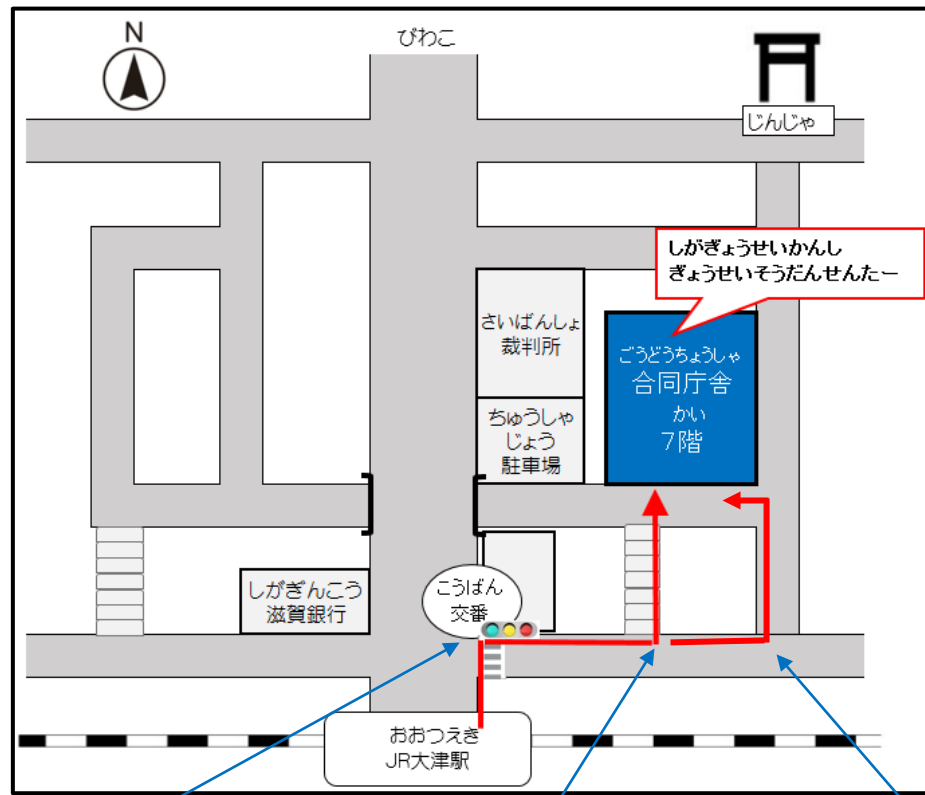 N
びわこ
じんじゃ
しがぎょうせいかんし
ぎょうせいそうだんせんたー
さいばんしょ
裁判所
ごうどうちょうしゃ
合同庁舎
かい
7階
ちゅうしゃ
じょう
駐車場
しがぎんこう
滋賀銀行
こうばん
交番
おおつえき
JR大津駅